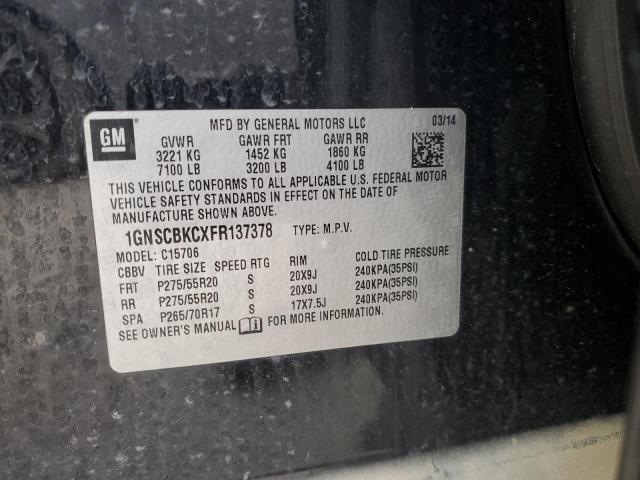 GM
MFD BY GENERAL MOTORS LLC 03/14
GVWR GAWR FRT GAWR RR
3221 KG 1452 KG 1860 KG
7100 LB 3200 LB 4100 LB
THIS VEHICLE CONFORMS TO ALL APPLICABLE U.S. FEDERAL MOTOR
VEHICLE SAFETY STANDARDS IN EFFECT ON THE DATE OF
MANUFACTURE SHOWN ABOVE.
1GNSCBKCXFR137378 TYPE: M.P.V.
MODEL: C15706
CBBV TIRE SIZE SPEED RTG RIM COLD TIRE PRESSURE
FRT P275/55R20 S 20X9J 240KPA(35PSI)
RR P275/55R20 S 20X9J 240KPA(35PSI)
SPA P265/70R17 S 17X7.5J 240KPA(35PSI)
SEE OWNER'S MANUAL FOR MORE INFORMATION.